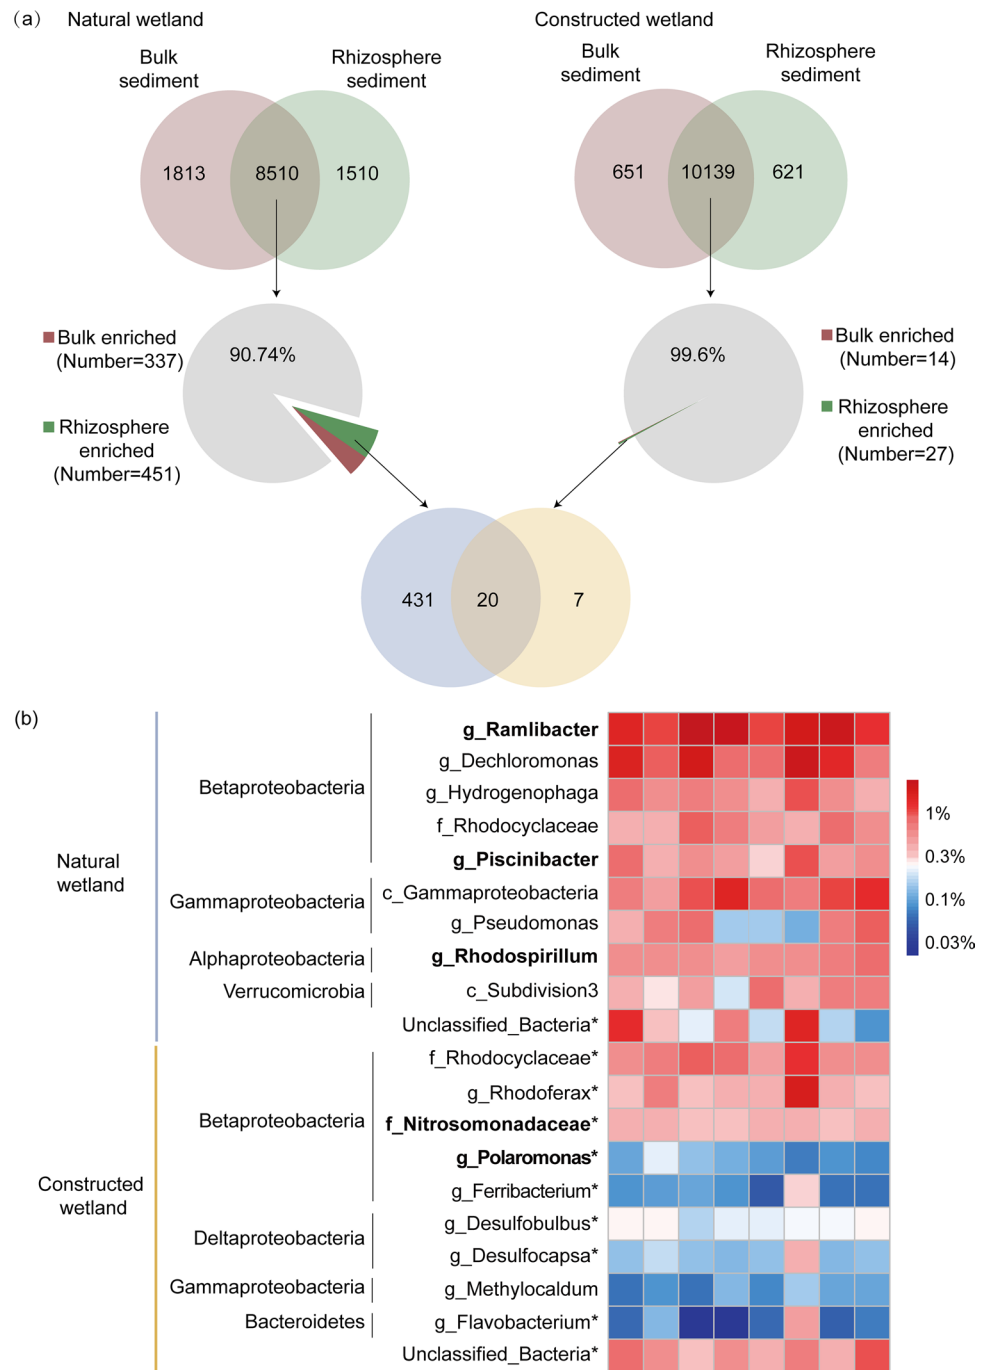 (a)
Natural wetland
Constructed wetland
Bulk
sediment
Rhizosphere
sediment
Bulk
sediment
Rhizosphere
sediment
1813
8510
1510
651
10139
621
Bulk enriched
(Number=337)
90.74%
Rhizosphere
enriched
(Number=451)
99.6%
Bulk enriched
(Number=14)
Rhizosphere
enriched
(Number=27)
431
20
7
(b)
Natural
wetland
Betaproteobacteria
g_Ramlibacter
g_Dechloromonas
g_Hydrogenophaga
f_Rhodocyclaceae
g_Piscinibacter
Gammaproteobacteria
c_Gammaproteobacteria
g_Pseudomonas
Alphaproteobacteria
g_Rhodospirillum
Verrucomicrobia
c_Subdivision3
Unclassified_Bacteria*
Constructed
wetland
Betaproteobacteria
f_Rhodocyclaceae*
g_Rhodoferax*
f_Nitrosomonadaceae*
g_Polaromonas*
g_Ferribacterium*
Deltaproteobacteria
g_Desulfobulbus*
g_Desulfocapsa*
Gammaproteobacteria
g_Methylocaldum
Bacteroidetes
g_Flavobacterium*
Unclassified_Bacteria*
1%
0.3%
0.1%
0.03%